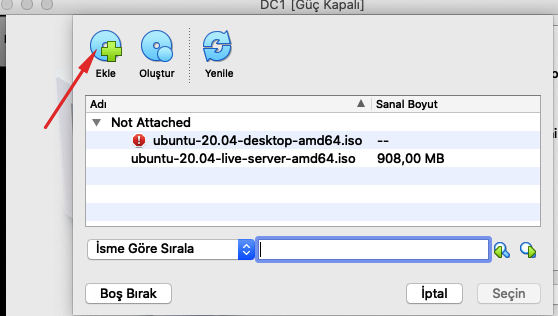 DC1 [Güç Kapalı]
Ekle Oluştur Yenile
Adı Sanal Boyut
Not Attached
ubuntu-20.04-desktop-amd64.iso --
ubuntu-20.04-live-server-amd64.iso 908,00 MB
İsme Göre Sırala
Boş Bırak İptal Seçin